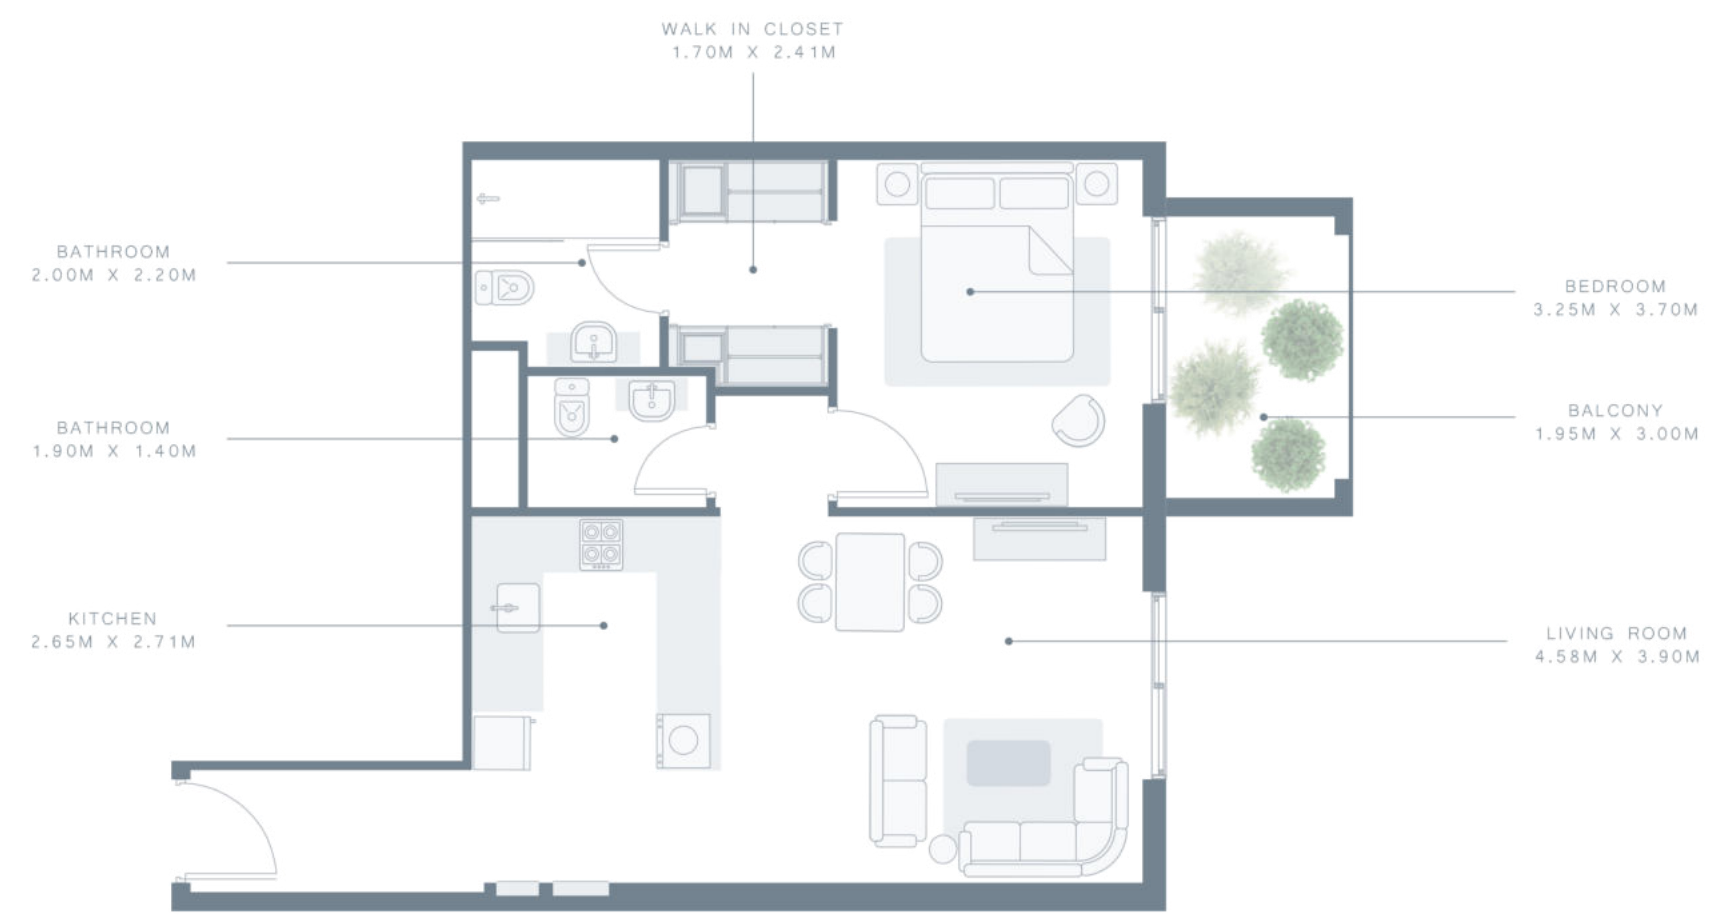 WALK IN CLOSET
1.70M X 2.41M
BATHROOM
2.00M X 2.20M
BEDROOM
3.25M X 3.70M
BALCONY
1.95M X 3.00M
BATHROOM
1.90M X 1.40M
KITCHEN
2.65M X 2.71M
LIVING ROOM
4.58M X 3.90M